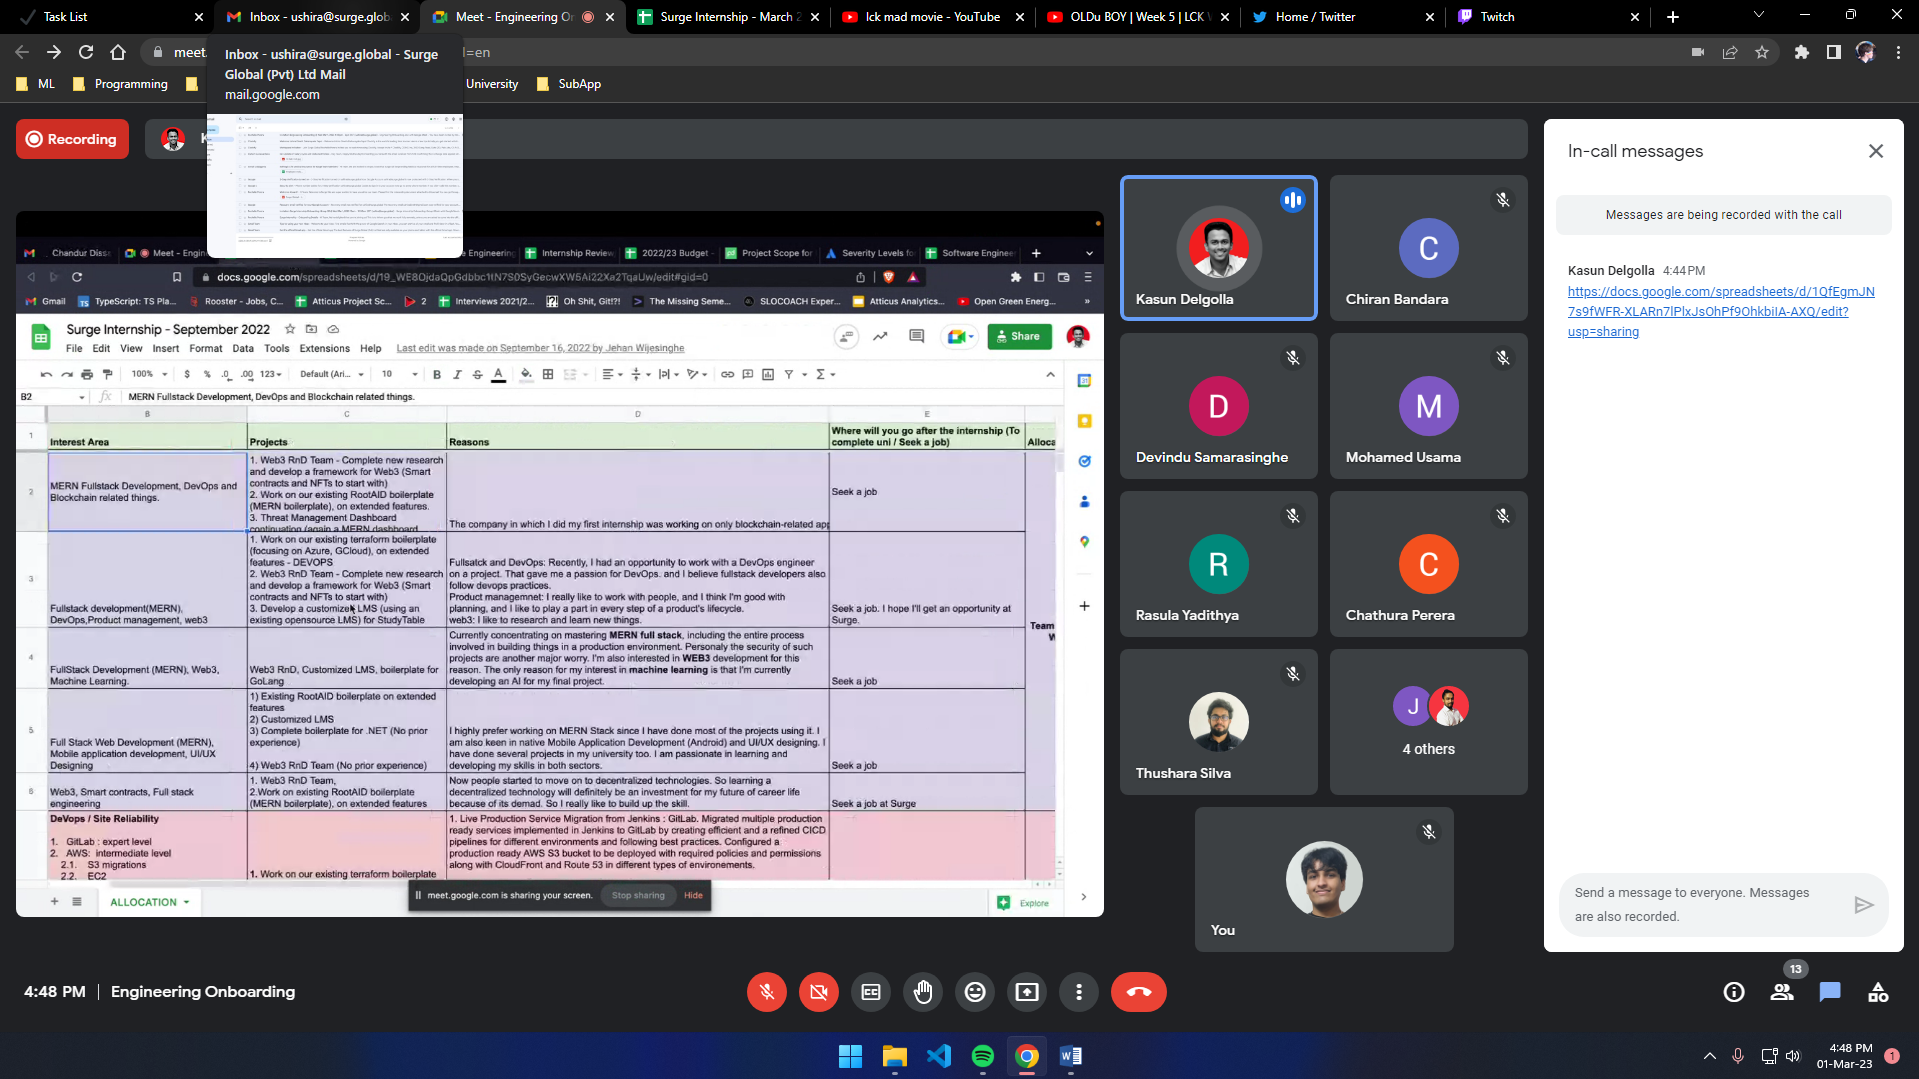 Task List
Inbox - ushira@surge.glob
Meet - Engineering O
Surge Internship - March 2
lck mad movie - YouTube
OLDu BOY | Week 5 | LCK
Home / Twitter
Twitch
meet.
=en
Inbox - ushira@surge.global - Surge
Global (Pvt) Ltd Mail
mail.google.com
ML
Programming
University
SubApp
Recording
K
Chandur Diss
Meet - Engin
Engineering
Internship Review
2022/23 Budget -
Project Scope for
Severity Levels fo
Software Enginee
docs.google.com/spreadsheets/d/19_WE8OjdaQpGdbbc1tN7S0SyGecwXW5Ai22Xa2TqaUw/edit#gid=0
Gmail
TypeScript: TS Pla...
Rooster - Jobs, C...
Atticus Project Sc...
2
Interviews 2021/2...
Oh Shit, Git!?!
The Missing Seme...
SLOCOACH Exper...
Atticus Analytics...
Open Green Energ...
»
Surge Internship - September 2022
File Edit View Insert Format Data Tools Extensions Help
Last edit was made on September 16, 2022 by Jehan Wijesinghe
Share
100% $ % .0 .00 123 Default (Ari... 10 B I S A
B2
fx
MERN Fullstack Development, DevOps and Blockchain related things.
B
C
D
E
1
Interest Area
Projects
Reasons
Where will you go after the internship (To
complete uni / Seek a job)
Alloca
2
MERN Fullstack Development, DevOps and
Blockchain related things.
1. Web3 RnD Team - Complete new research
and develop a framework for Web3 (Smart
contracts and NFTs to start with)
2. Work on our existing RootAID boilerplate
(MERN boilerplate), on extended features.
3. Threat Management Dashboard
continuation (again a MERN dashboard
The company in which I did my first internship was working on only blockchain-related app
Seek a job
3
Fullstack development(MERN),
DevOps,Product management, web3
1. Work on our existing terraform boilerplate
(focusing on Azure, GCloud), on extended
features - DEVOPS
2. Web3 RnD Team - Complete new research
and develop a framework for Web3 (Smart
contracts and NFTs to start with)
3. Develop a customized LMS (using an
existing opensource LMS) for StudyTable
Fullsatck and DevOps: Recently, I had an opportunity to work with a DevOps engineer
on a project. That gave me a passion for DevOps. and I believe fullstack developers also
follow devops practices.
Product managemnet: I really like to work with people, and I think I'm good with
planning, and I like to play a part in every step of a product's lifecycle.
web3: I like to research and learn new things.
Seek a job. I hope I'll get an opportunity at
Surge.
Team
W
4
FullStack Development (MERN), Web3,
Machine Learning.
Web3 RnD, Customized LMS, boilerplate for
GoLang
Currently concentrating on mastering MERN full stack, including the entire process
involved in building things in a production environment. Personaly the security of such
projects are another major worry. I'm also interested in WEB3 development for this
reason. The only reason for my interest in machine learning is that I'm currently
developing an AI for my final project.
Seek a job
5
Full Stack Web Development (MERN),
Mobile application development, UI/UX
Designing
1) Existing RootAID boilerplate on extended
features
2) Customized LMS
3) Complete boilerplate for .NET (No prior
experience)
4) Web3 RnD Team (No prior experience)
I highly prefer working on MERN Stack since I have done most of the projects using it. I
am also keen in native Mobile Application Development (Android) and UI/UX designing. I
have done several projects in my university too. I am passionate in learning and
developing my skills in both sectors.
Seek a job
6
Web3, Smart contracts, Full stack
engineering
1. Web3 RnD Team,
2.Work on existing RootAID boilerplate
(MERN boilerplate), on extended features
Now people started to move on to decentralized technologies. So learning a
decentralized technology will definitely be an investment for my future of career life
because of its demad. So I really like to build up the skill.
Seek a job at Surge
DevOps / Site Reliability
1. GitLab : expert level
2. AWS: intermediate level
2.1. S3 migrations
2.2. EC2
1. Work on our existing terraform boilerplate
1. Live Production Service Migration from Jenkins : GitLab. Migrated multiple production
ready services implemented in Jenkins to GitLab by creating efficient and a refined CICD
pipelines for different environments and following best practices. Configured a
production ready AWS S3 bucket to be deployed with required policies and permissions
along with CloudFront and Route 53 in different types of environements.
meet.google.com is sharing your screen.
Stop sharing
Hide
ALLOCATION
Explore
Kasun Delgolla
C
Chiran Bandara
D
Devindu Samarasinghe
M
Mohamed Usama
R
Rasula Yadithya
C
Chathura Perera
Thushara Silva
J
4 others
You
In-call messages
Messages are being recorded with the call
Kasun Delgolla 4:44 PM
https://docs.google.com/spreadsheets/d/1QfEgmJN
7s9fWFR-XLARn7lPlxJsOhPf9OhkbiIA-AXQ/edit?
usp=sharing
Send a message to everyone. Messages
are also recorded.
4:48 PM | Engineering Onboarding
13
4:48 PM
01-Mar-23
1